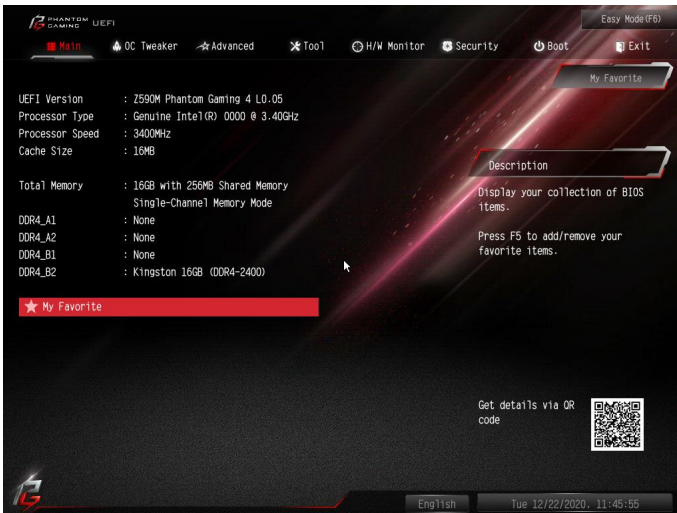 PHANTOM GAMING UEFI
Easy Mode(F6)
Main OC Tweaker Advanced Tool H/W Monitor Security Boot Exit
My Favorite
UEFI Version : Z590M Phantom Gaming 4 L0.05
Processor Type : Genuine Intel(R) 0000 @ 3.40GHz
Processor Speed : 3400MHz
Cache Size : 16MB
Total Memory : 16GB with 256MB Shared Memory
Single-Channel Memory Mode
DDR4_A1 : None
DDR4_A2 : None
DDR4_B1 : None
DDR4_B2 : Kingston 16GB (DDR4-2400)
My Favorite
Description
Display your collection of BIOS
items.
Press F5 to add/remove your
favorite items.
Get details via QR
code
English
Tue 12/22/2020, 11:45:55